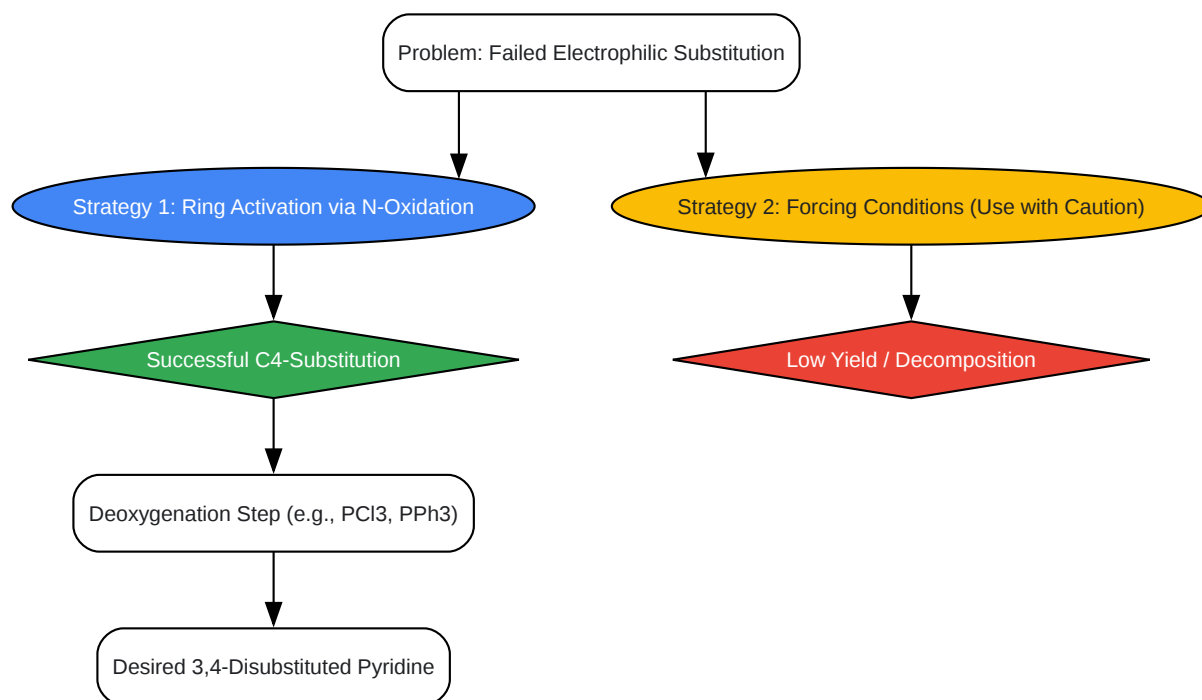 Problem: Failed Electrophilic Substitution
Strategy 1: Ring Activation via N-Oxidation
Strategy 2: Forcing Conditions (Use with Caution)
Successful C4-Substitution
Low Yield / Decomposition
Deoxygenation Step (e.g., PCl3, PPh3)
Desired 3,4-Disubstituted Pyridine